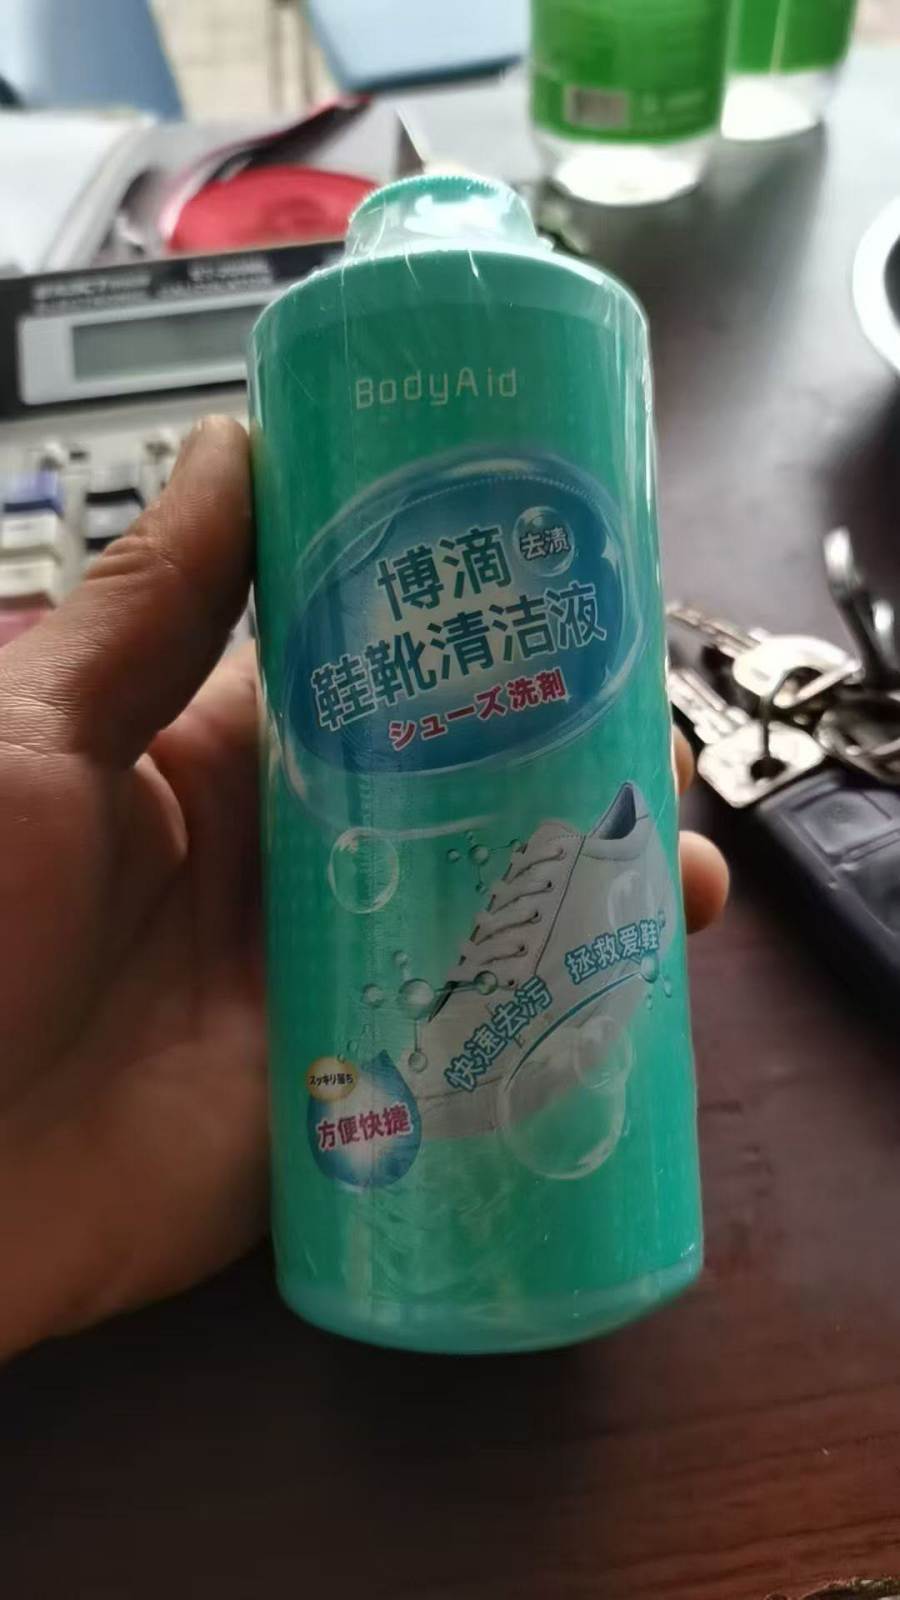 BodyAid
博滴 去渍
鞋靴清洁液
シューズ洗剤
快速去污 拯救爱鞋
スッキリ落ち
方便快捷